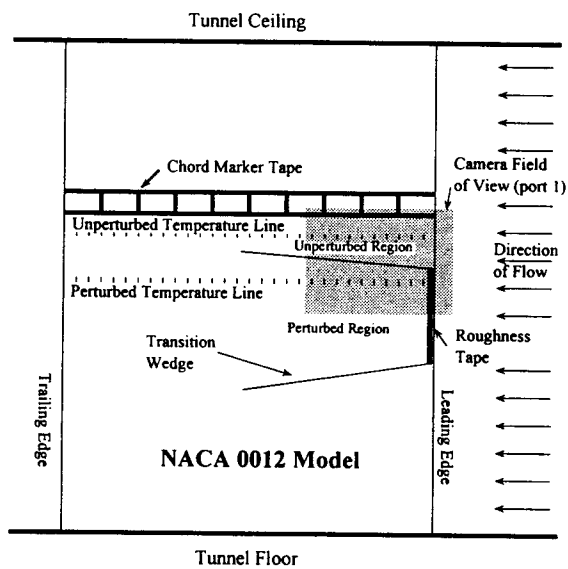 Tunnel Ceiling
Chord Marker Tape
Camera Field
of View (port 1)
Unperturbed Temperature Line
Unperturbed Region
Direction
of Flow
Perturbed Temperature Line
Perturbed Region
Roughness
Tape
Transition
Wedge
Trailing Edge
Leading Edge
NACA 0012 Model
Tunnel Floor